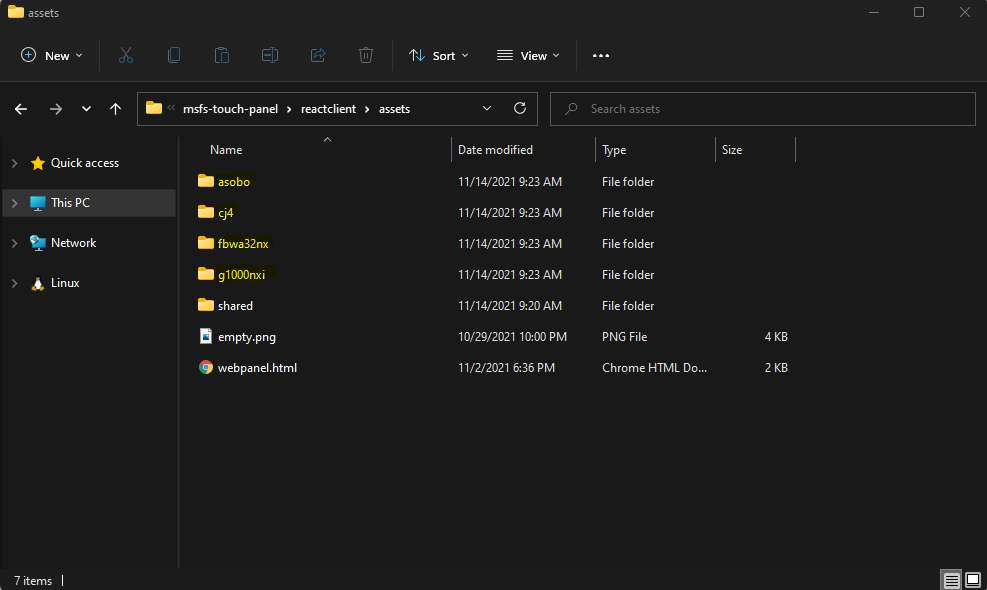 assets
New Sort View
msfs-touch-panel reactclient assets Search assets
Name Date modified Type Size
Quick access
This PC
Network
Linux
asobo 11/14/2021 9:23 AM File folder
cj4 11/14/2021 9:23 AM File folder
fbwa32nx 11/14/2021 9:23 AM File folder
g1000nxi 11/14/2021 9:23 AM File folder
shared 11/14/2021 9:20 AM File folder
empty.png 10/29/2021 10:00 PM PNG File 4 KB
webpanel.html 11/2/2021 6:36 PM Chrome HTML Do... 2 KB
7 items